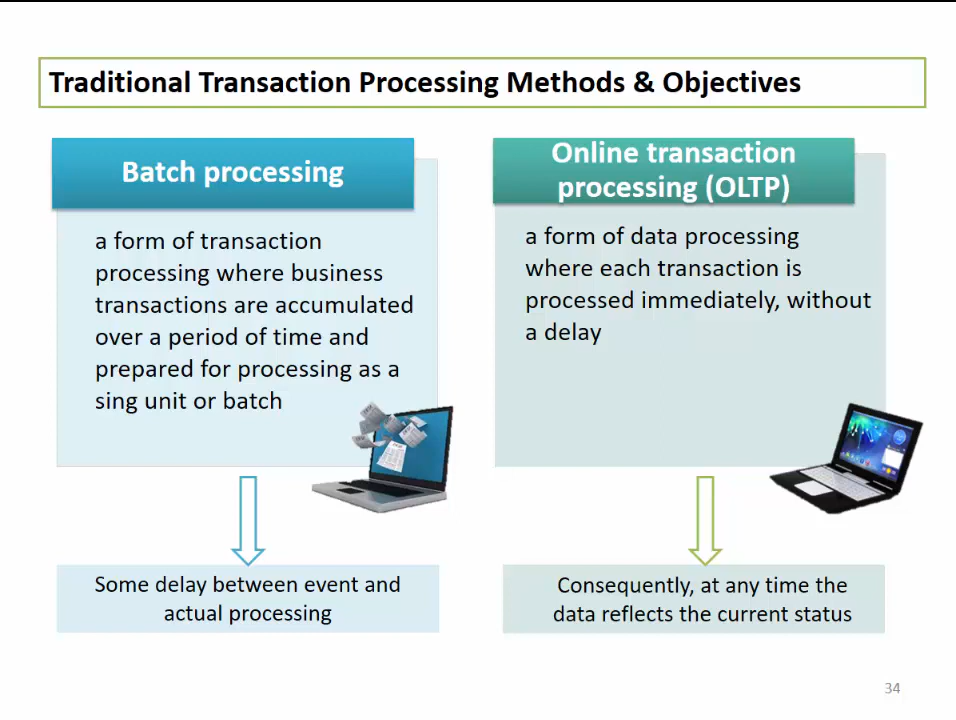 Traditional Transaction Processing Methods & Objectives
Batch processing
a form of transaction
processing where business
transactions are accumulated
over a period of time and
prepared for processing as a
sing unit or batch
Some delay between event and
actual processing
Online transaction
processing (OLTP)
a form of data processing
where each transaction is
processed immediately, without
a delay
Consequently, at any time the
data reflects the current status
34